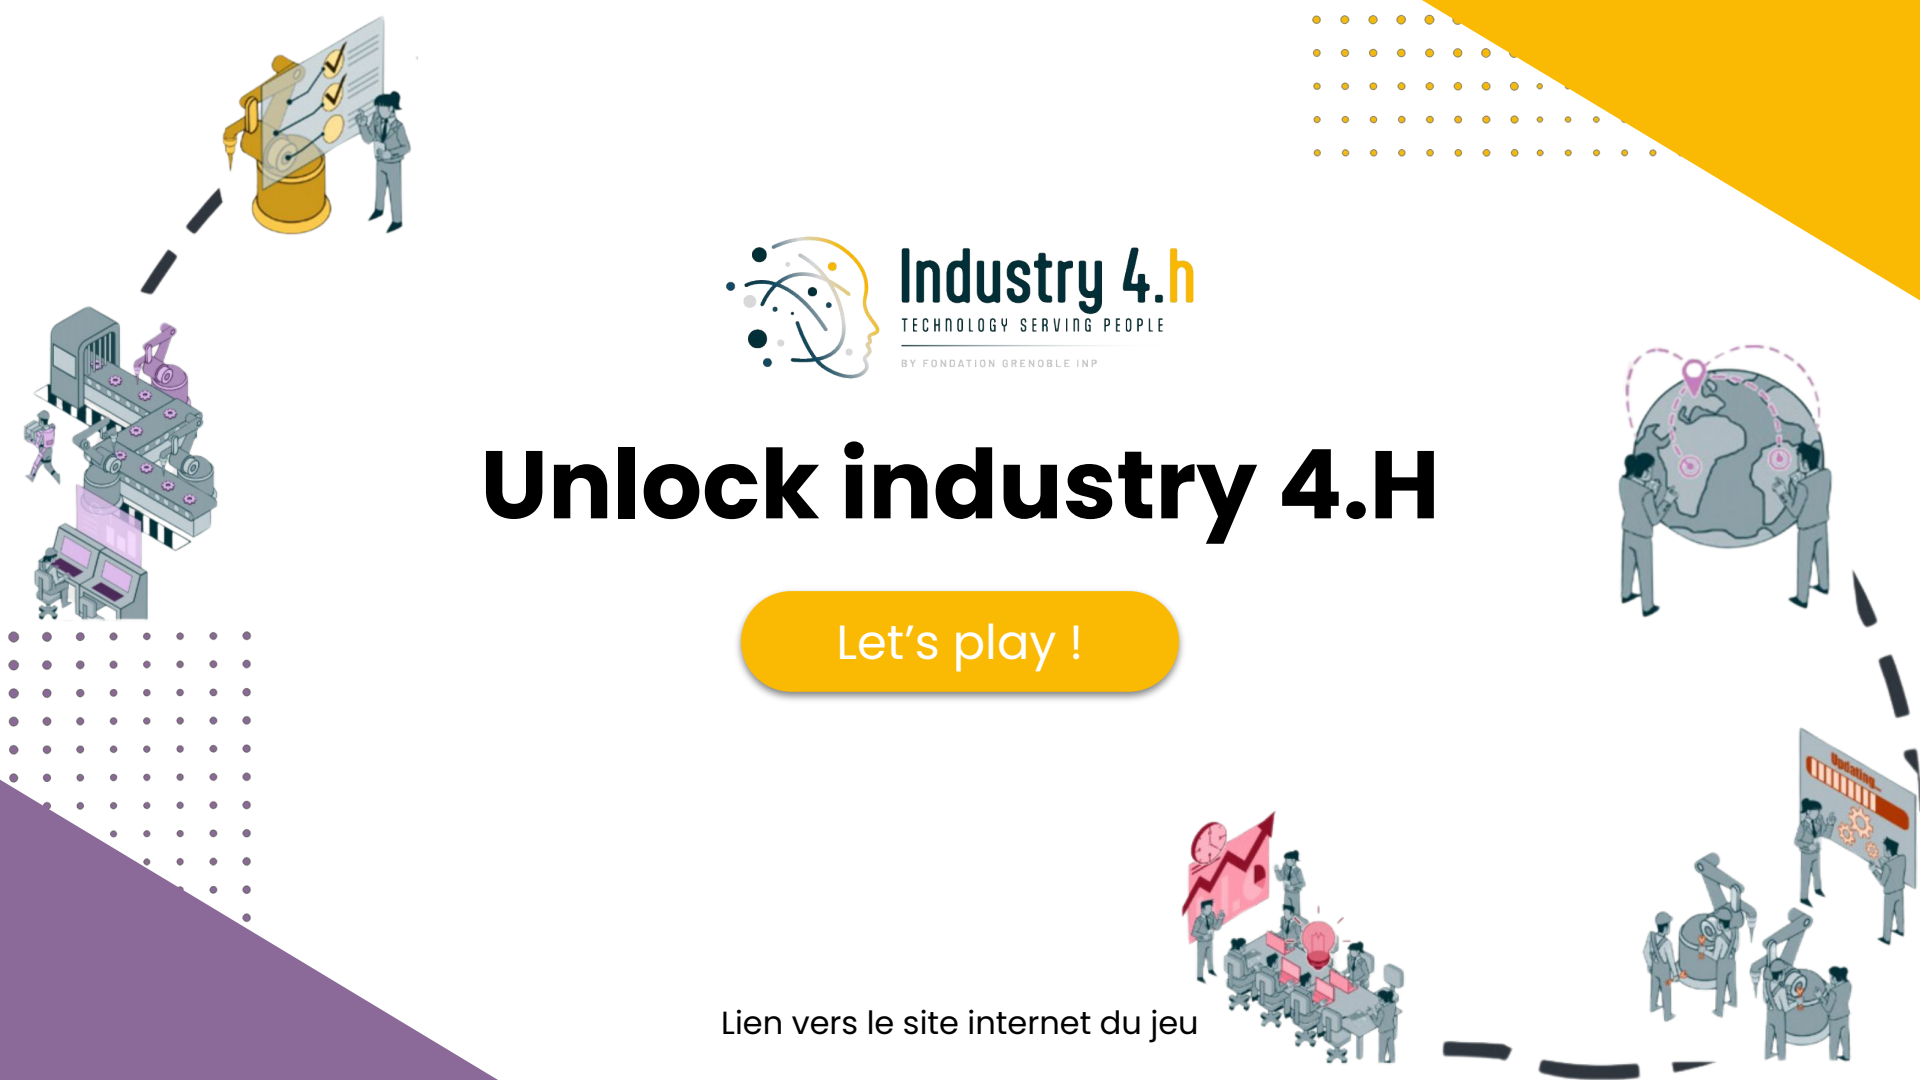 Industry 4.h
TECHNOLOGY SERVING PEOPLE
BY FONDATION GRENOBLE INP
Unlock industry 4.H
Let’s play !
Updating...
Lien vers le site internet du jeu